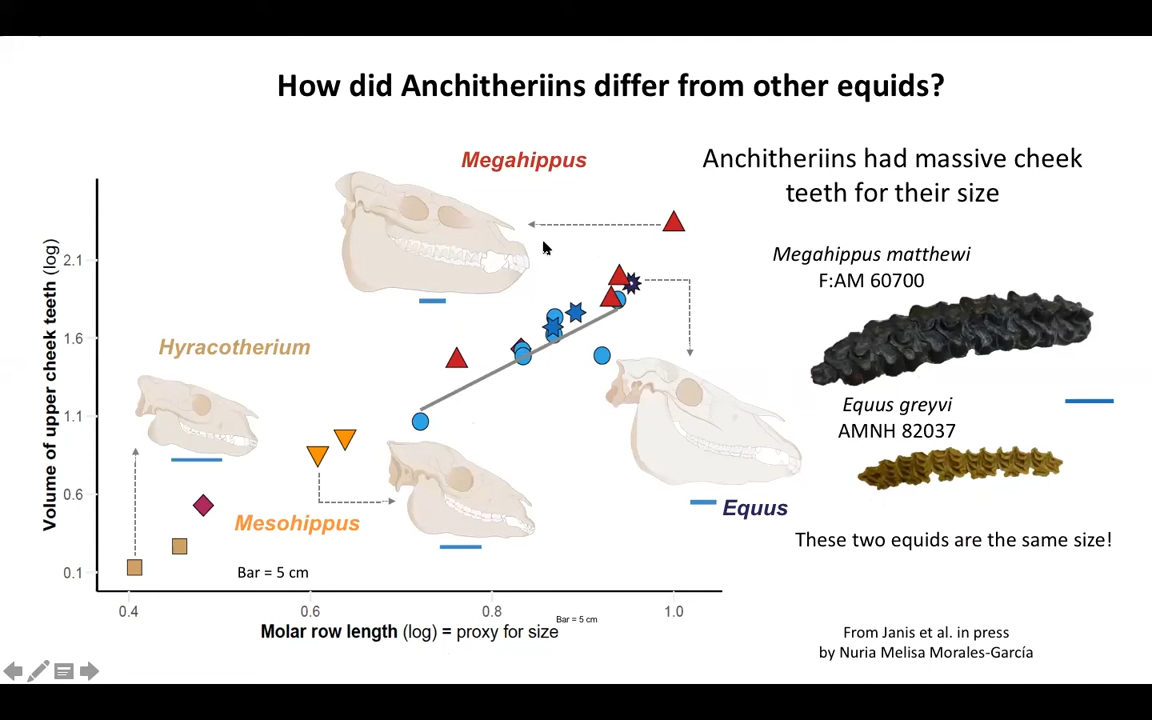 How did Anchitheriins differ from other equids?
Megahippus
Anchitheriins had massive cheek
teeth for their size
Megahippus matthewi
F:AM 60700
Hyracotherium
Equus greyvi
AMNH 82037
Mesohippus
Equus
These two equids are the same size!
Bar = 5 cm
Volume of upper cheek teeth (log)
2.1
1.6
1.1
0.6
0.1
0.4
0.6
0.8
1.0
Bar = 5 cm
Molar row length (log) = proxy for size
From Janis et al. in press
by Nuria Melisa Morales-García